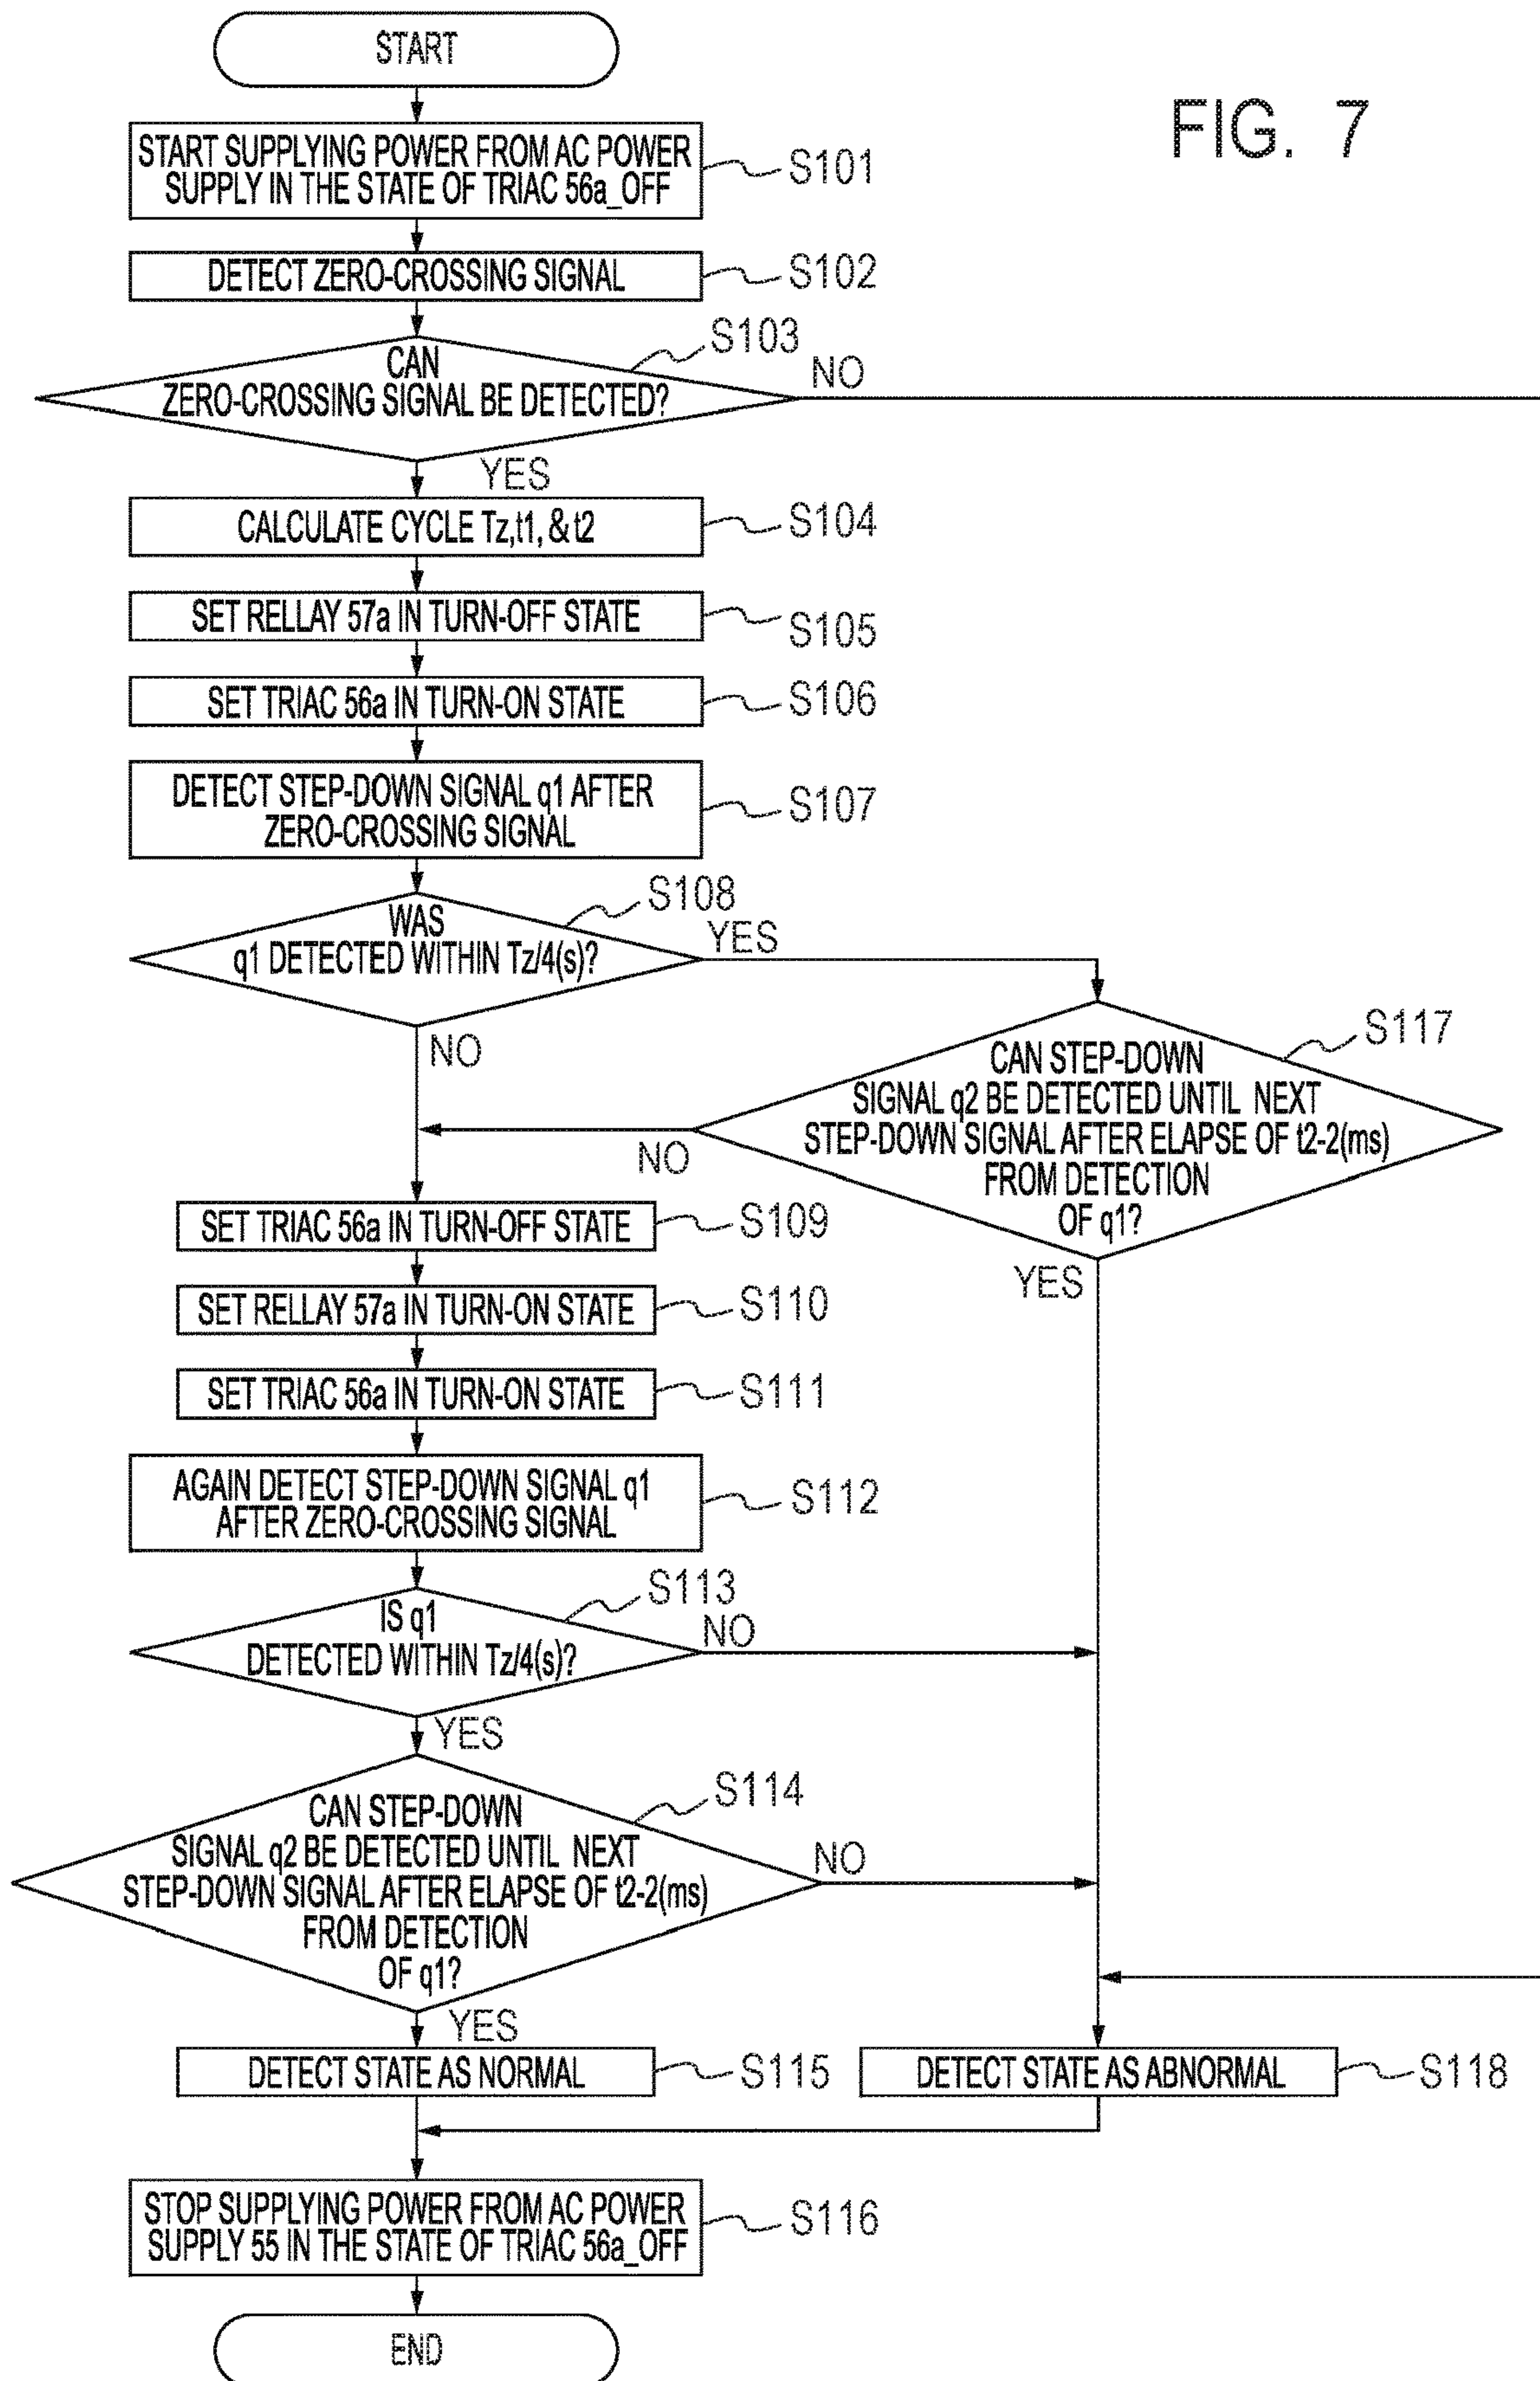 START
FIG. 7
START SUPPLYING POWER FROM AC POWER
SUPPLY IN THE STATE OF TRIAC 56a_OFF
S101
DETECT ZERO-CROSSING SIGNAL
S102
S103
CAN
ZERO-CROSSING SIGNAL BE DETECTED?
NO
YES
CALCULATE CYCLE Tz,t1, & t2
S104
SET RELLAY 57a IN TURN-OFF STATE
S105
SET TRIAC 56a IN TURN-ON STATE
S106
DETECT STEP-DOWN SIGNAL q1 AFTER
ZERO-CROSSING SIGNAL
S107
S108
WAS
q1 DETECTED WITHIN Tz/4(s)?
YES
NO
S117
CAN STEP-DOWN
SIGNAL q2 BE DETECTED UNTIL NEXT
STEP-DOWN SIGNAL AFTER ELAPSE OF t2-2(ms)
FROM DETECTION
OF q1?
NO
YES
SET TRIAC 56a IN TURN-OFF STATE
S109
SET RELLAY 57a IN TURN-ON STATE
S110
SET TRIAC 56a IN TURN-ON STATE
S111
AGAIN DETECT STEP-DOWN SIGNAL q1
AFTER ZERO-CROSSING SIGNAL
S112
S113
IS q1
DETECTED WITHIN Tz/4(s)?
NO
YES
S114
CAN STEP-DOWN
SIGNAL q2 BE DETECTED UNTIL NEXT
STEP-DOWN SIGNAL AFTER ELAPSE OF t2-2(ms)
FROM DETECTION
OF q1?
NO
YES
DETECT STATE AS NORMAL
S115
DETECT STATE AS ABNORMAL
S118
STOP SUPPLYING POWER FROM AC POWER
SUPPLY 55 IN THE STATE OF TRIAC 56a_OFF
S116
END